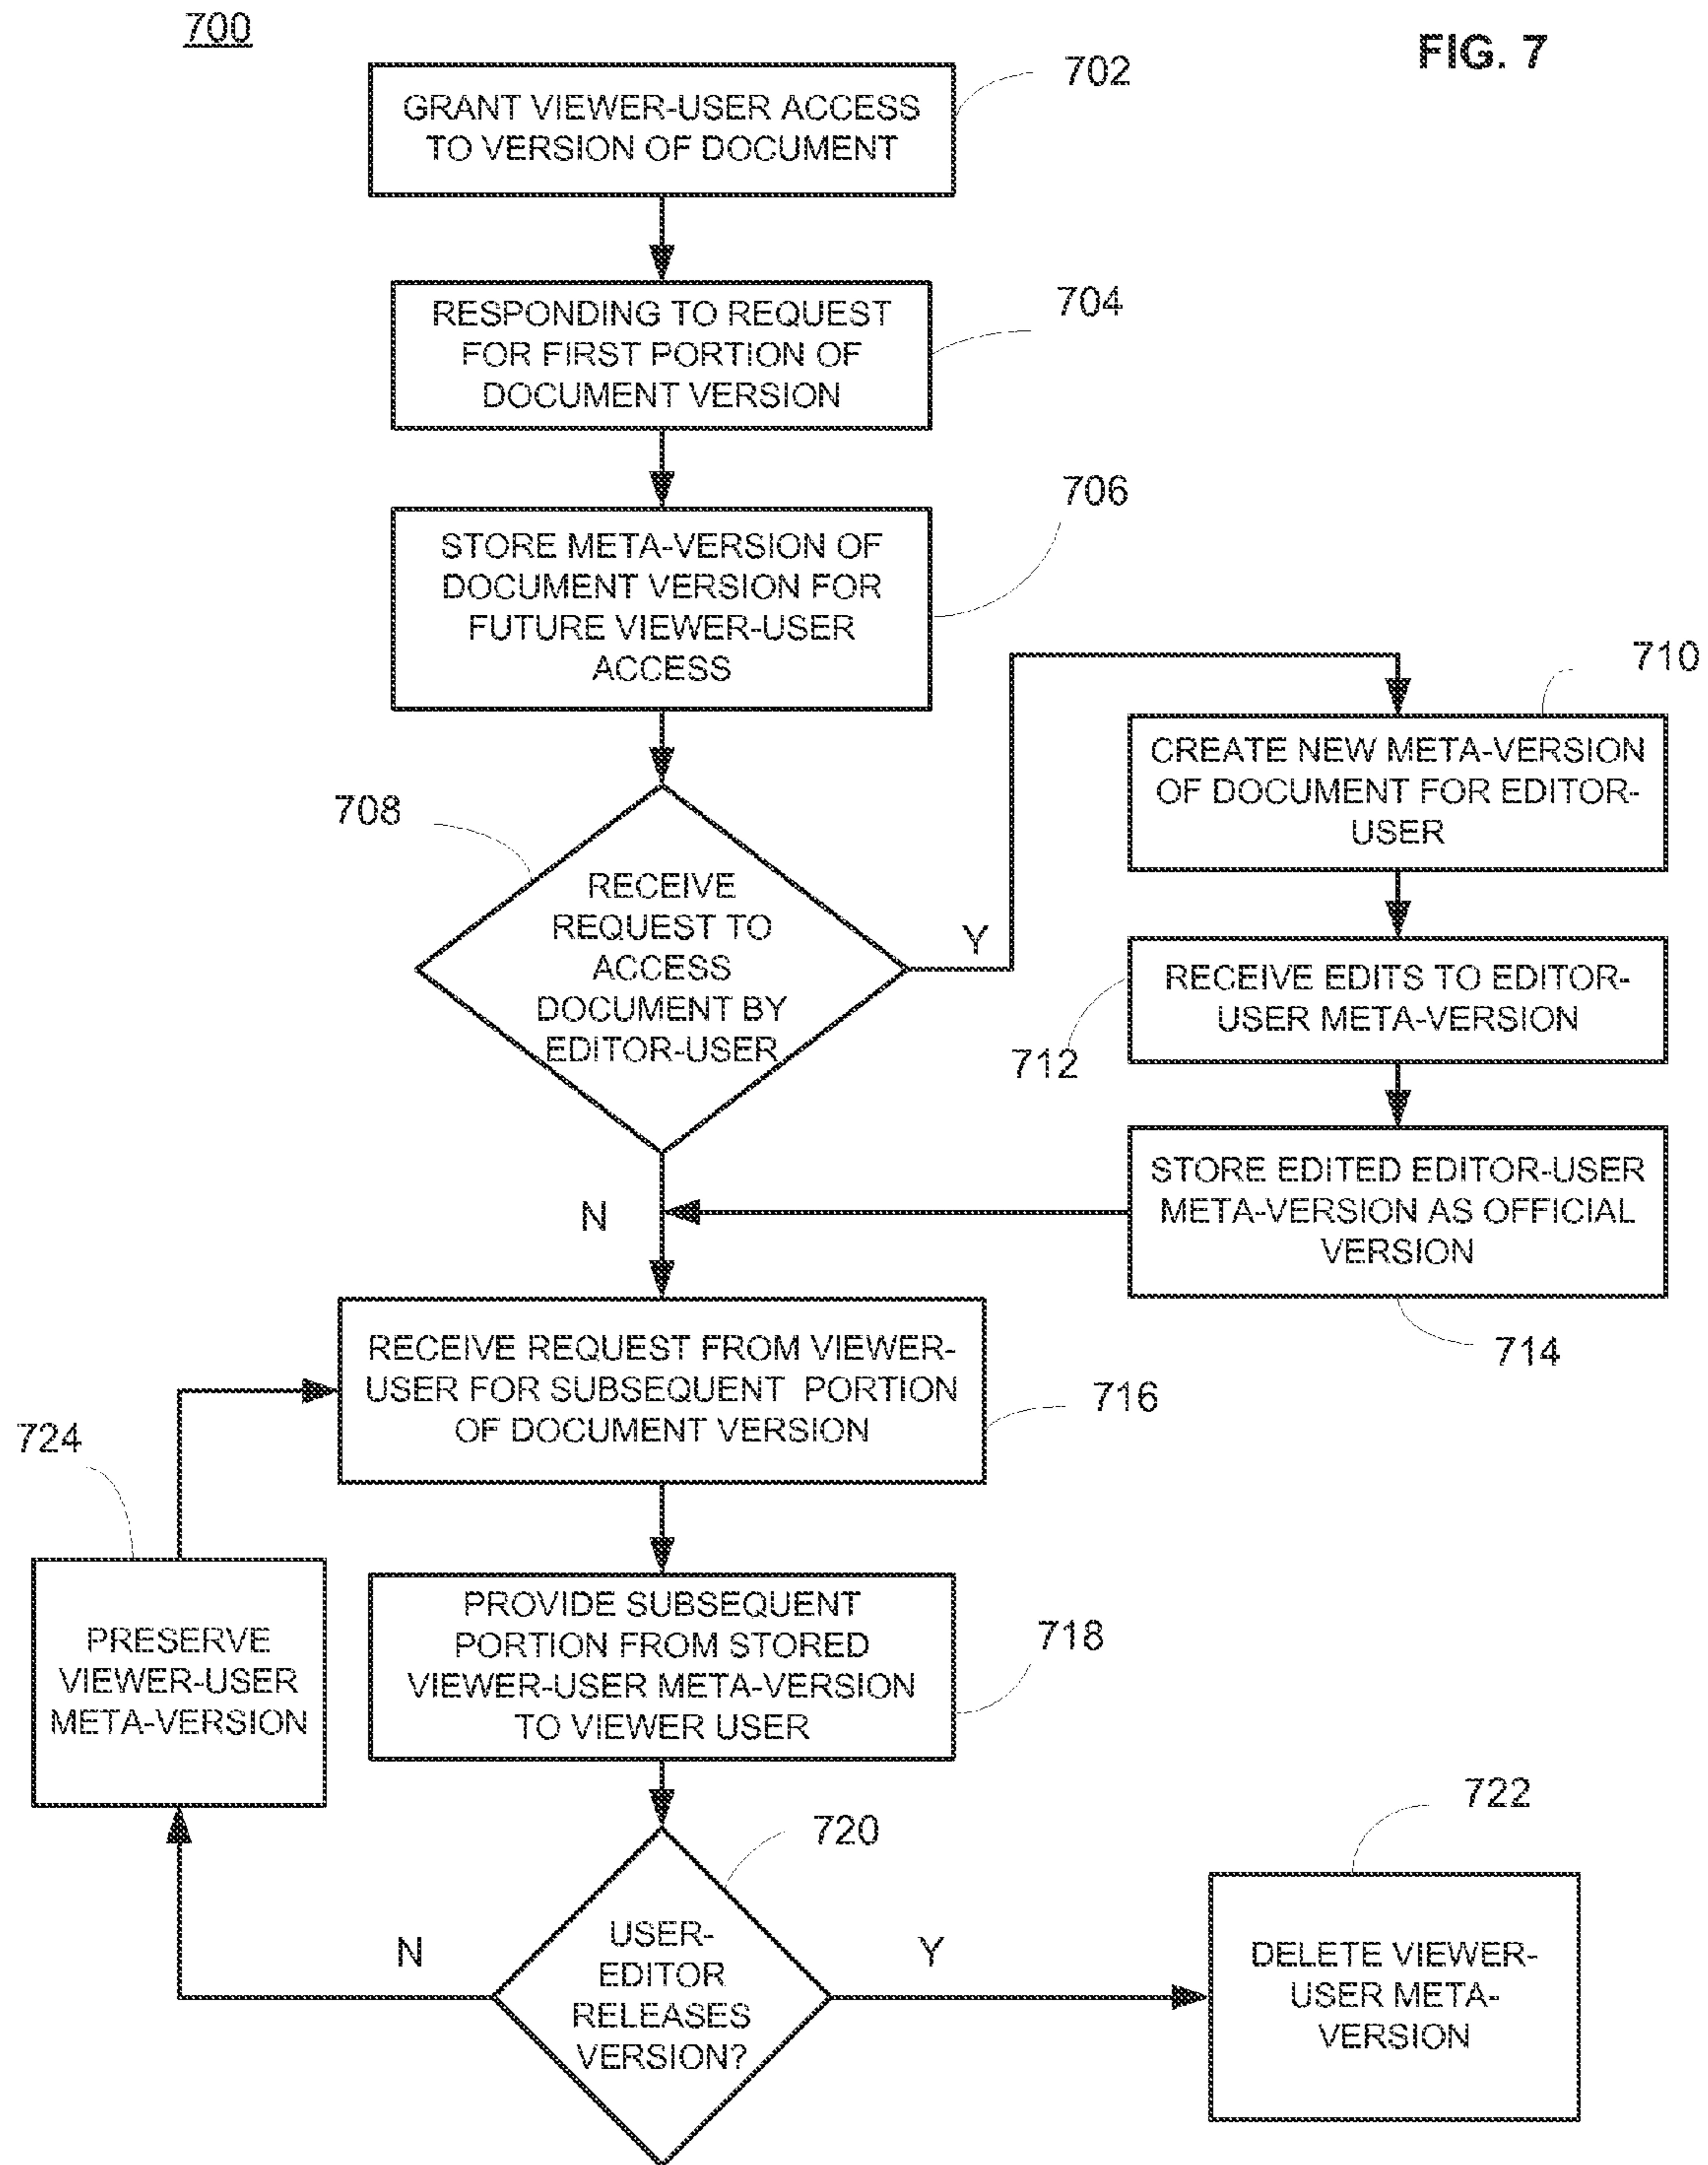 700
FIG. 7
702
GRANT VIEWER-USER ACCESS
TO VERSION OF DOCUMENT
704
RESPONDING TO REQUEST
FOR FIRST PORTION OF
DOCUMENT VERSION
706
STORE META-VERSION OF
DOCUMENT VERSION FOR
FUTURE VIEWER-USER
ACCESS
708
RECEIVE
REQUEST TO
ACCESS
DOCUMENT BY
EDITOR-USER
Y
N
710
CREATE NEW META-VERSION
OF DOCUMENT FOR EDITOR-
USER
712
RECEIVE EDITS TO EDITOR-
USER META-VERSION
STORE EDITED EDITOR-USER
META-VERSION AS OFFICIAL
VERSION
714
RECEIVE REQUEST FROM VIEWER-
USER FOR SUBSEQUENT PORTION
OF DOCUMENT VERSION
716
724
PRESERVE
VIEWER-USER
META-VERSION
PROVIDE SUBSEQUENT
PORTION FROM STORED
VIEWER-USER META-VERSION
TO VIEWER USER
718
720
USER-
EDITOR
RELEASES
VERSION?
N
Y
722
DELETE VIEWER-
USER META-
VERSION